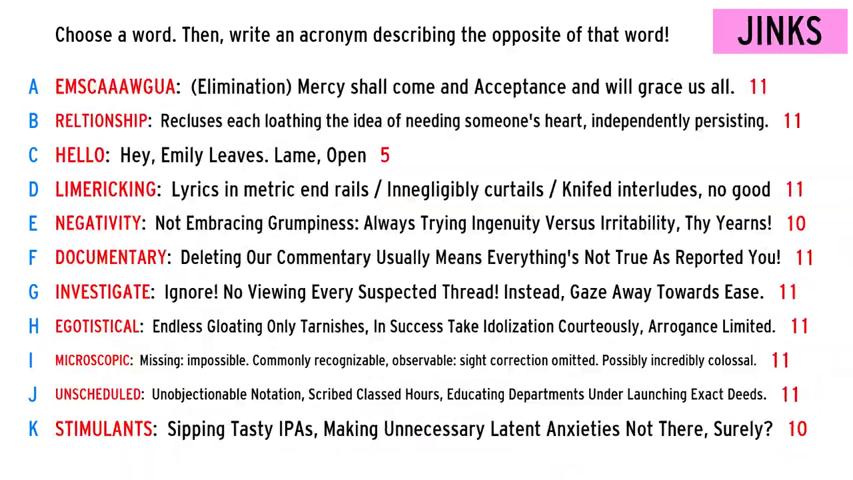 Choose a word. Then, write an acronym describing the opposite of that word! JINKS
A EMSCAAAWGUA: (Elimination) Mercy shall come and Acceptance and will grace us all. 11
B RELTIONSHIP: Recluses each loathing the idea of needing someone's heart, independently persisting. 11
C HELLO: Hey, Emily Leaves. Lame, Open 5
D LIMERICKING: Lyrics in metric end rails / Innegligibly curtails / Knifed interludes, no good 11
E NEGATIVITY: Not Embracing Grumpiness: Always Trying Ingenuity Versus Irritability, Thy Yearns! 10
F DOCUMENTARY: Deleting Our Commentary Usually Means Everything's Not True As Reported You! 11
G INVESTIGATE: Ignore! No Viewing Every Suspected Thread! Instead, Gaze Away Towards Ease. 11
H EGOTISTICAL: Endless Gloating Only Tarnishes, In Success Take Idolization Courteously, Arrogance Limited. 11
I MICROSCOPIC: Missing: impossible. Commonly recognizable, observable: sight correction omitted. Possibly incredibly colossal. 11
J UNSCHEDULED: Unobjectionable Notation, Scribed Classed Hours, Educating Departments Under Launching Exact Deeds. 11
K STIMULANTS: Sipping Tasty IPAs, Making Unnecessary Latent Anxieties Not There, Surely? 10